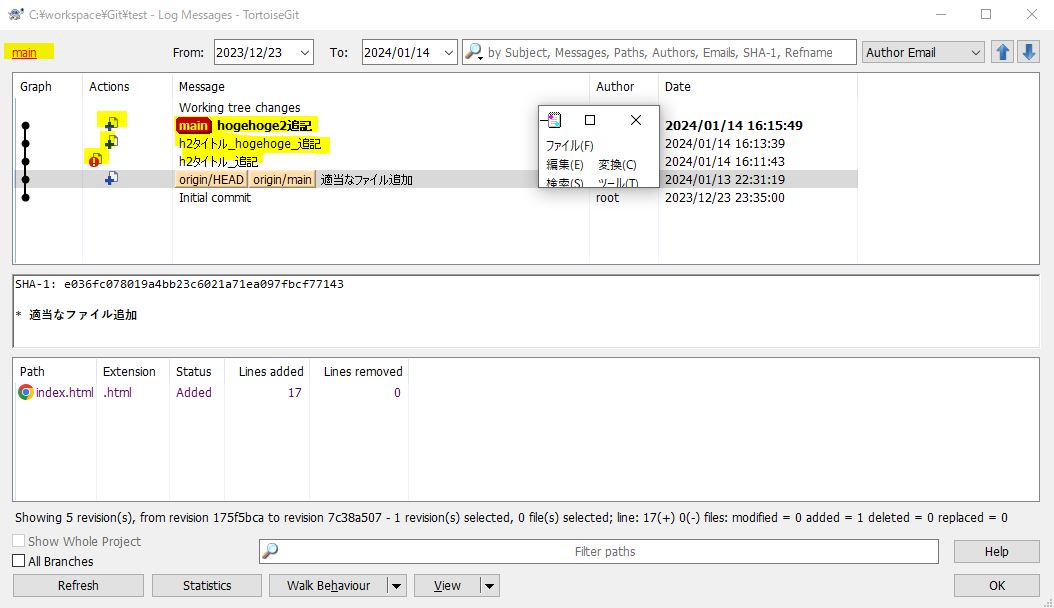 C:¥workspace¥Git¥test - Log Messages - TortoiseGit
main From: 2023/12/23 To: 2024/01/14 by Subject, Messages, Paths, Authors, Emails, SHA-1, Refname Author Email
Graph Actions Message Author Date
Working tree changes
main hogehoge2追記 2024/01/14 16:15:49
h2タイトル_hogehoge_追記 2024/01/14 16:13:39
h2タイトル_追記 2024/01/14 16:11:43
origin/HEAD origin/main 適当なファイル追加 2024/01/13 22:31:19
Initial commit root 2023/12/23 23:35:00
ファイル(F)
編集(E) 変換(C)
検索(S) ツール(T)
SHA-1: e036fc078019a4bb23c6021a71ea097fbcf77143
* 適当なファイル追加
Path Extension Status Lines added Lines removed
index.html .html Added 17 0
Showing 5 revision(s), from revision 175f5bca to revision 7c38a507 - 1 revision(s) selected, 0 file(s) selected; line: 17(+) 0(-) files: modified = 0 added = 1 deleted = 0 replaced = 0
Show Whole Project
All Branches
Filter paths
Help
Refresh Statistics Walk Behaviour View OK